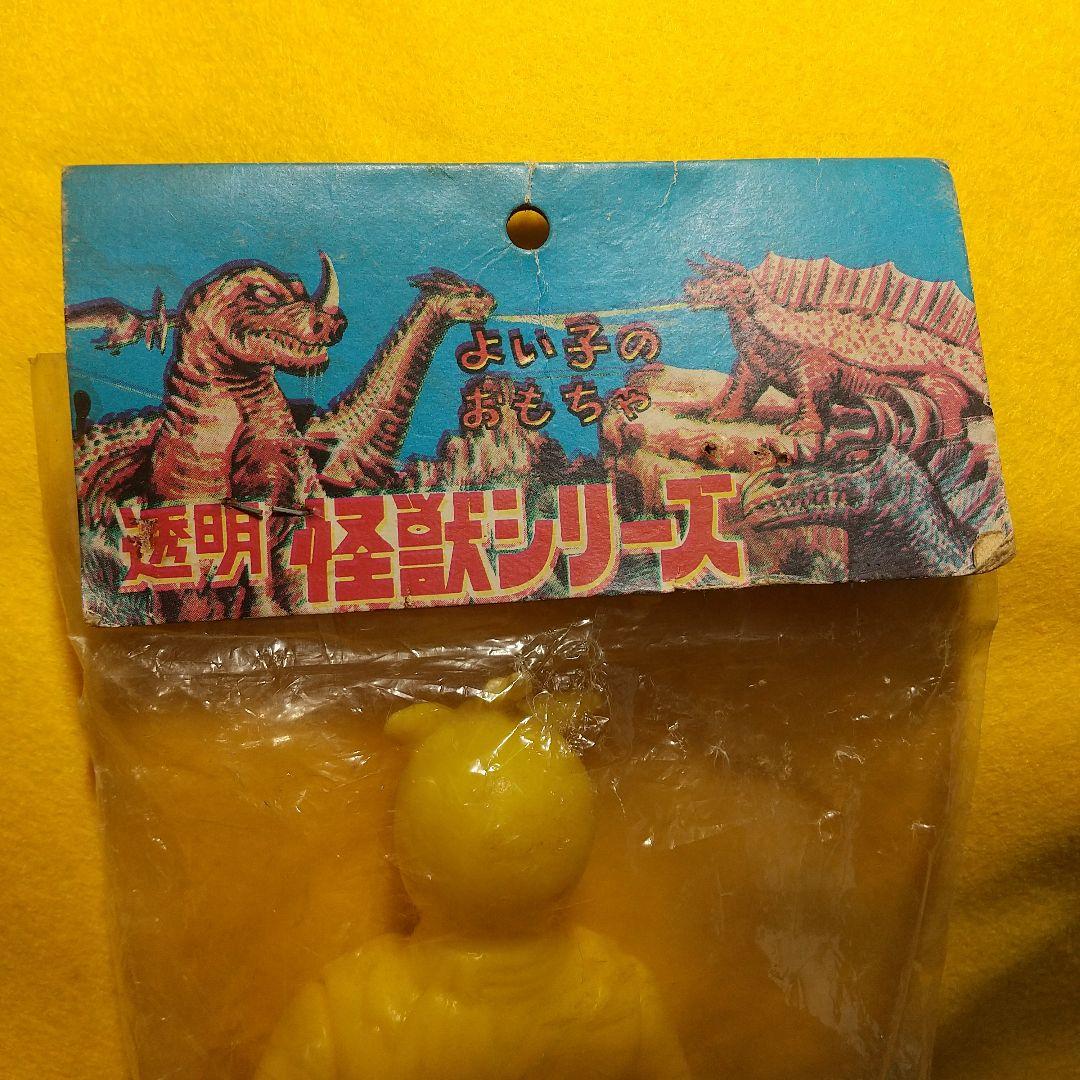 よい子の
おもちゃ
透明怪獣シリーズ